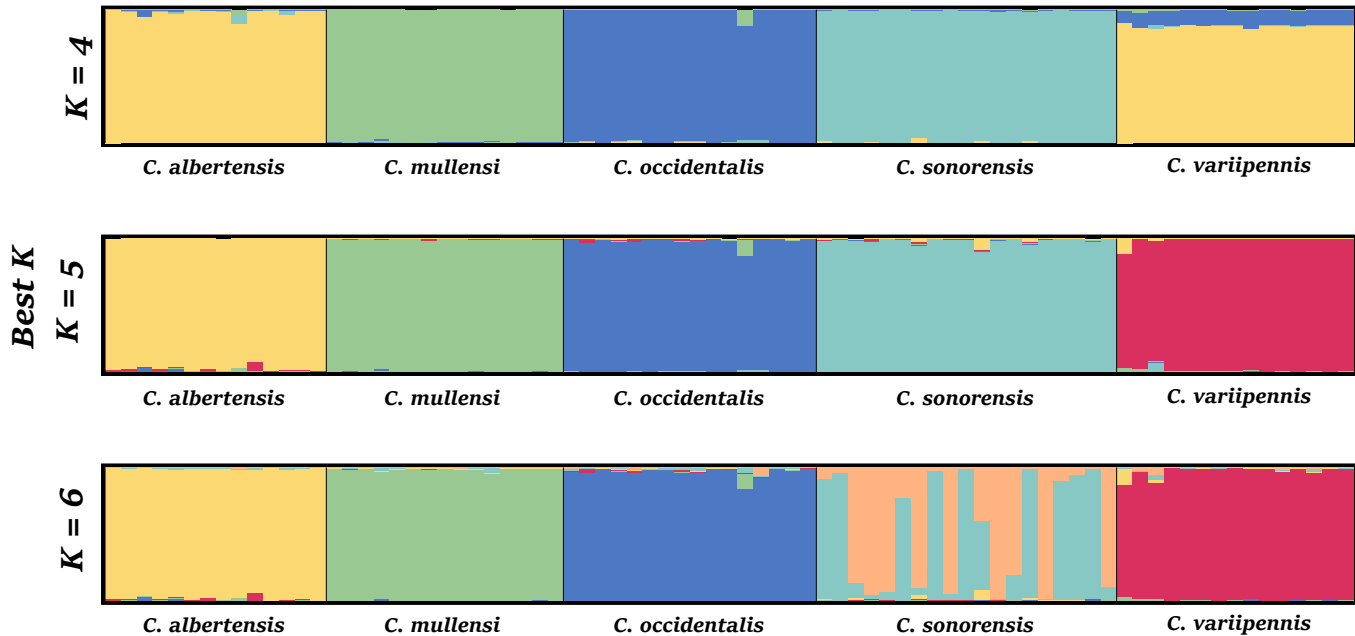 K = 4
C. albertensis C. mullensi C. occidentalis C. sonorensis C. variipennis
Best K
K = 5
C. albertensis C. mullensi C. occidentalis C. sonorensis C. variipennis
K = 6
C. albertensis C. mullensi C. occidentalis C. sonorensis C. variipennis